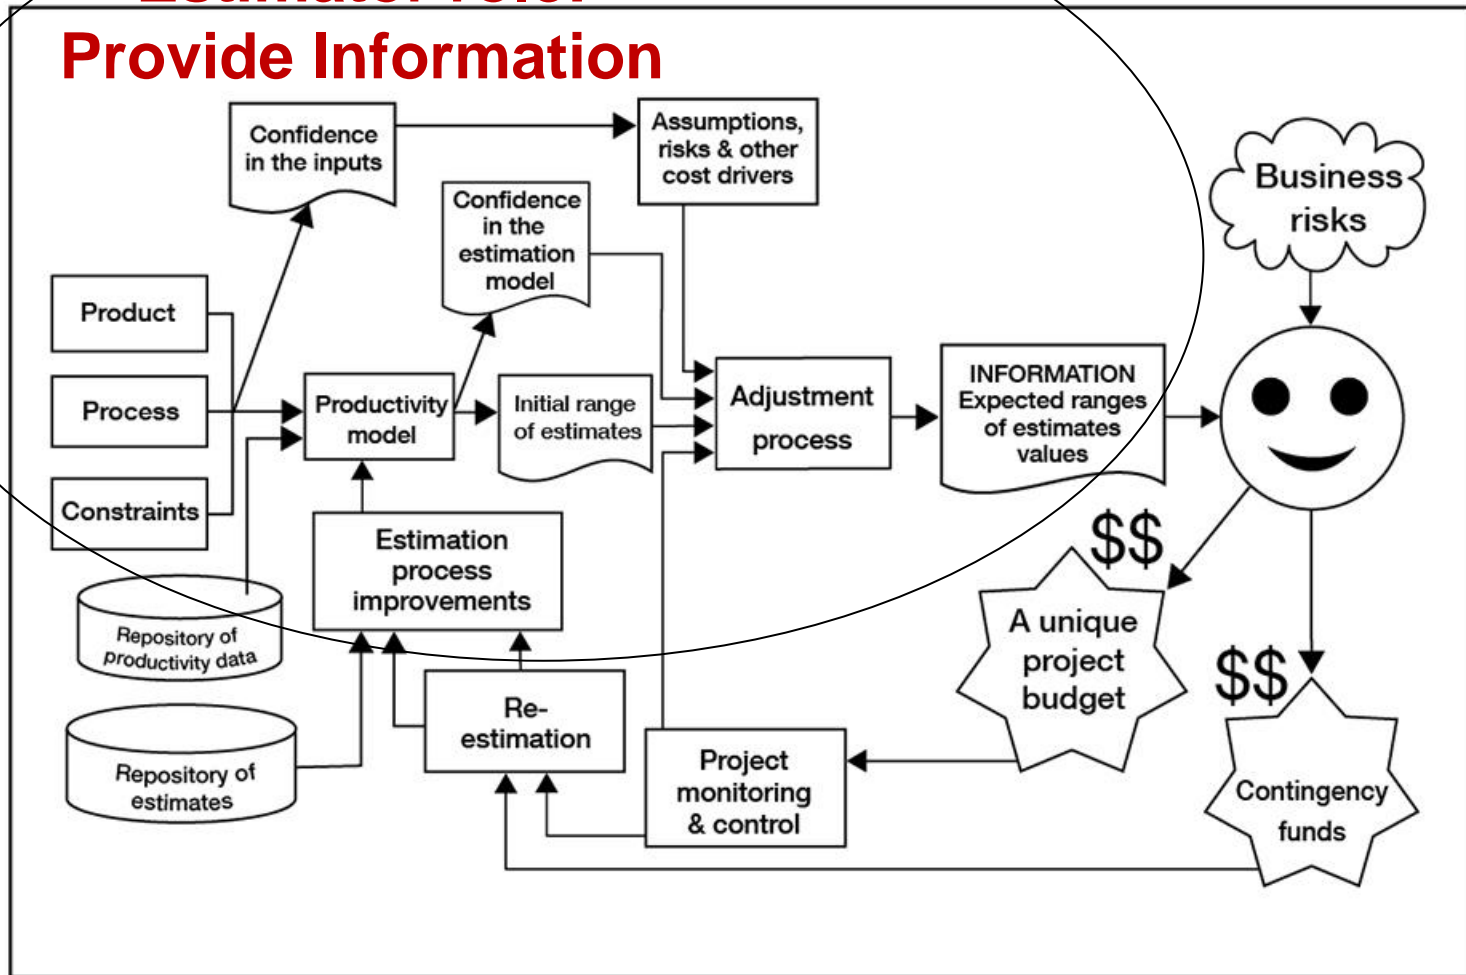 Provide Information
Confidence
in the inputs
Assumptions,
risks & other
cost drivers
Business
risks
Confidence
in the
estimation
model
Product
Process
Constraints
Productivity
model
Initial range
of estimates
Adjustment
process
INFORMATION
Expected ranges
of estimates
values
Estimation
process
improvements
$$
A unique
project
budget
$$
Repository of
productivity data
Re-
estimation
Project
monitoring
& control
Repository of
estimates
Contingency
funds